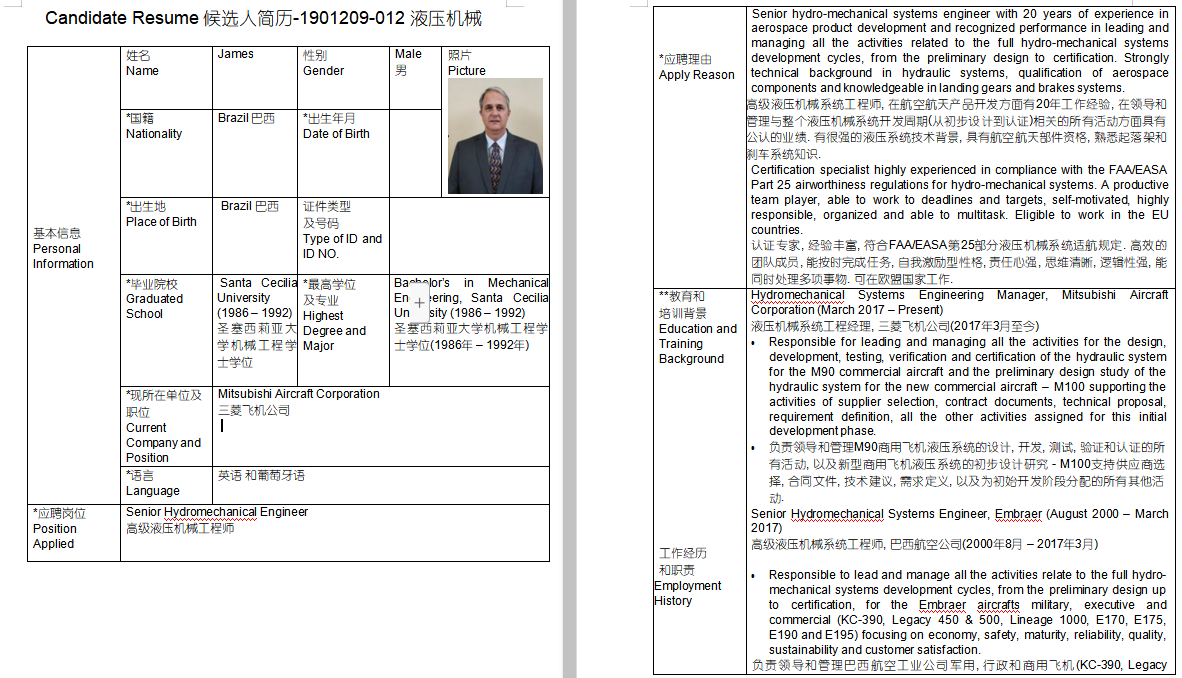 Candidate Resume 候选人简历-1901209-012 液压机械
姓名
Name
James
性别
Gender
Male
男
照片
Picture
*国籍
Nationality
Brazil 巴西
*出生年月
Date of Birth
*出生地
Place of Birth
Brazil 巴西
证件类型
及号码
Type of ID and
ID NO.
基本信息
Personal
Information
*毕业院校
Graduated
School
Santa Cecilia
University
(1986 – 1992)
圣塞西莉亚大
学机械工程学
士学位
*最高学位
及专业
Highest
Degree and
Major
in Mechanical
Santa Cecilia
(1986 – 1992)
圣塞西莉亚大学机械工程学
士学位(1986年 – 1992年)
*现所在单位及
职位
Current
Company and
Position
Mitsubishi Aircraft Corporation
三菱飞机公司
*语言
Language
英语 和葡萄牙语
*应聘岗位
Position
Applied
Senior Hydromechanical Engineer
高级液压机械工程师
*应聘理由
Apply Reason
Senior hydro-mechanical systems engineer with 20 years of experience in
aerospace product development and recognized performance in leading and
managing all the activities related to the full hydro-mechanical systems
development cycles, from the preliminary design to certification. Strongly
technical background in hydraulic systems, qualification of aerospace
components and knowledgeable in landing gears and brakes systems.
高级液压机械系统工程师, 在航空航天产品开发方面有20年工作经验, 在领导和
管理与整个液压机械系统开发周期(从初步设计到认证)相关的所有活动方面具有
公认的业绩. 有很强的液压系统技术背景, 具有航空航天部件资格, 熟悉起落架和
刹车系统知识.
Certification specialist highly experienced in compliance with the FAA/EASA
Part 25 airworthiness regulations for hydro-mechanical systems. A productive
team player, able to work to deadlines and targets, self-motivated, highly
responsible, organized and able to multitask. Eligible to work in the EU
countries.
认证专家, 经验丰富, 符合FAA/EASA第25部分液压机械系统适航规定. 高效的
团队成员, 能按时完成任务, 自我激励型性格, 责任心强, 思维清晰, 逻辑性强, 能
同时处理多项事物. 可在欧盟国家工作.
**教育和
培训背景
Education and
Training
Background
Hydromechanical Systems Engineering Manager, Mitsubishi Aircraft
Corporation (March 2017 – Present)
液压机械系统工程经理, 三菱飞机公司(2017年3月至今)
• Responsible for leading and managing all the activities for the design,
development, testing, verification and certification of the hydraulic system
for the M90 commercial aircraft and the preliminary design study of the
hydraulic system for the new commercial aircraft – M100 supporting the
activities of supplier selection, contract documents, technical proposal,
requirement definition, all the other activities assigned for this initial
development phase.
• 负责领导和管理M90商用飞机液压系统的设计, 开发, 测试, 验证和认证的所
有活动, 以及新型商用飞机液压系统的初步设计研究 - M100支持供应商选
择, 合同文件, 技术建议, 需求定义, 以及为初始开发阶段分配的所有其他活
动.
Senior Hydromechanical Systems Engineer, Embraer (August 2000 – March
2017)
高级液压机械系统工程师, 巴西航空公司(2000年8月 – 2017年3月)
工作经历
和职责
Employment
History
• Responsible to lead and manage all the activities relate to the full hydro-
mechanical systems development cycles, from the preliminary design up
to certification, for the Embraer aircrafts military, executive and
commercial (KC-390, Legacy 450 & 500, Lineage 1000, E170, E175,
E190 and E195) focusing on economy, safety, maturity, reliability, quality,
sustainability and customer satisfaction.
负责领导和管理巴西航空工业公司军用, 行政和商用飞机(KC-390, Legacy